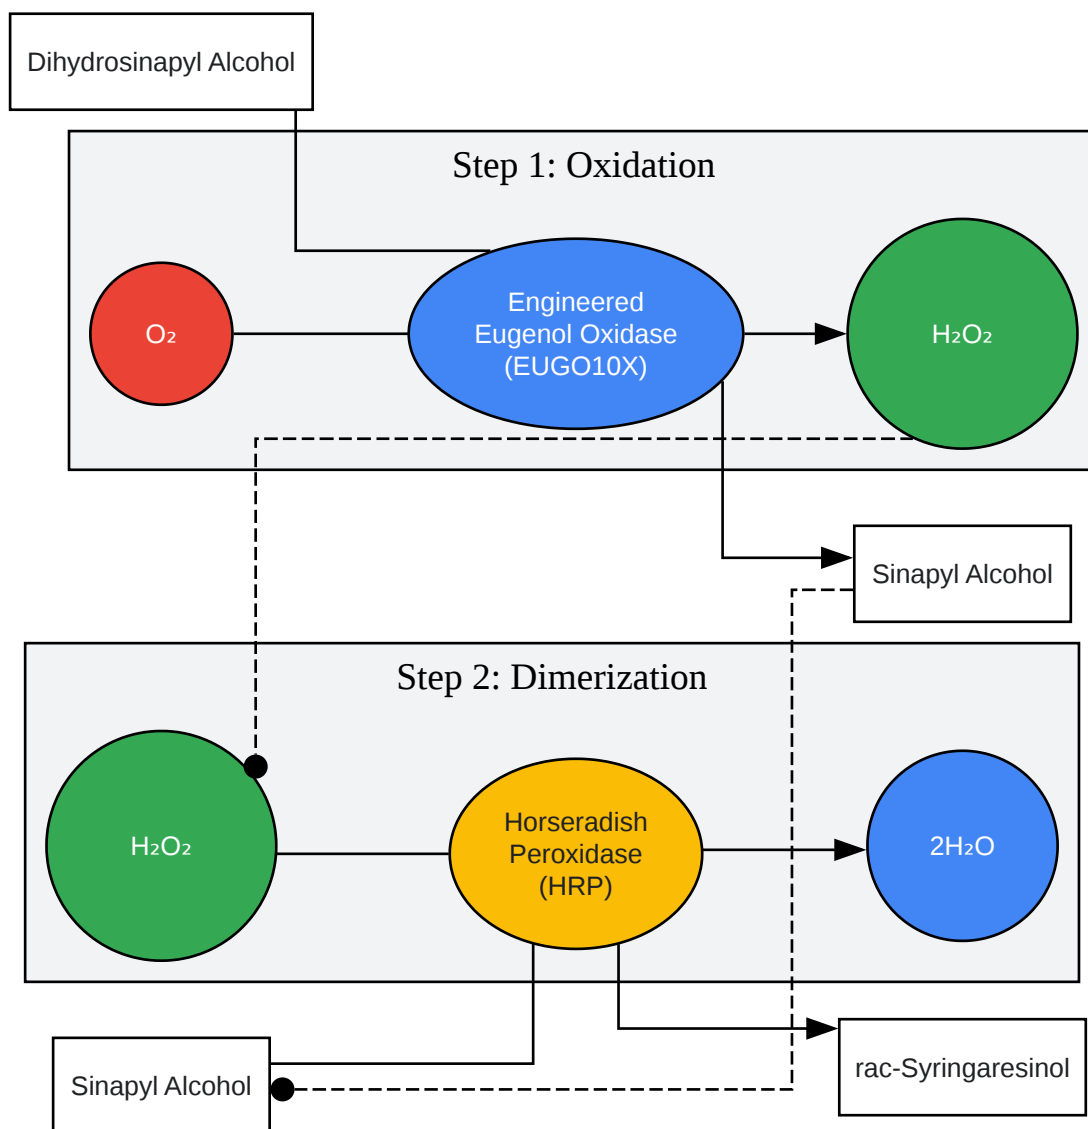 Dihydrosinapyl Alcohol
Step 1: Oxidation
O₂
Engineered
Eugenol Oxidase
(EUGO10X)
H₂O₂
Sinapyl Alcohol
Step 2: Dimerization
H₂O₂
Horseradish
Peroxidase
(HRP)
2H₂O
Sinapyl Alcohol
rac-Syringaresinol